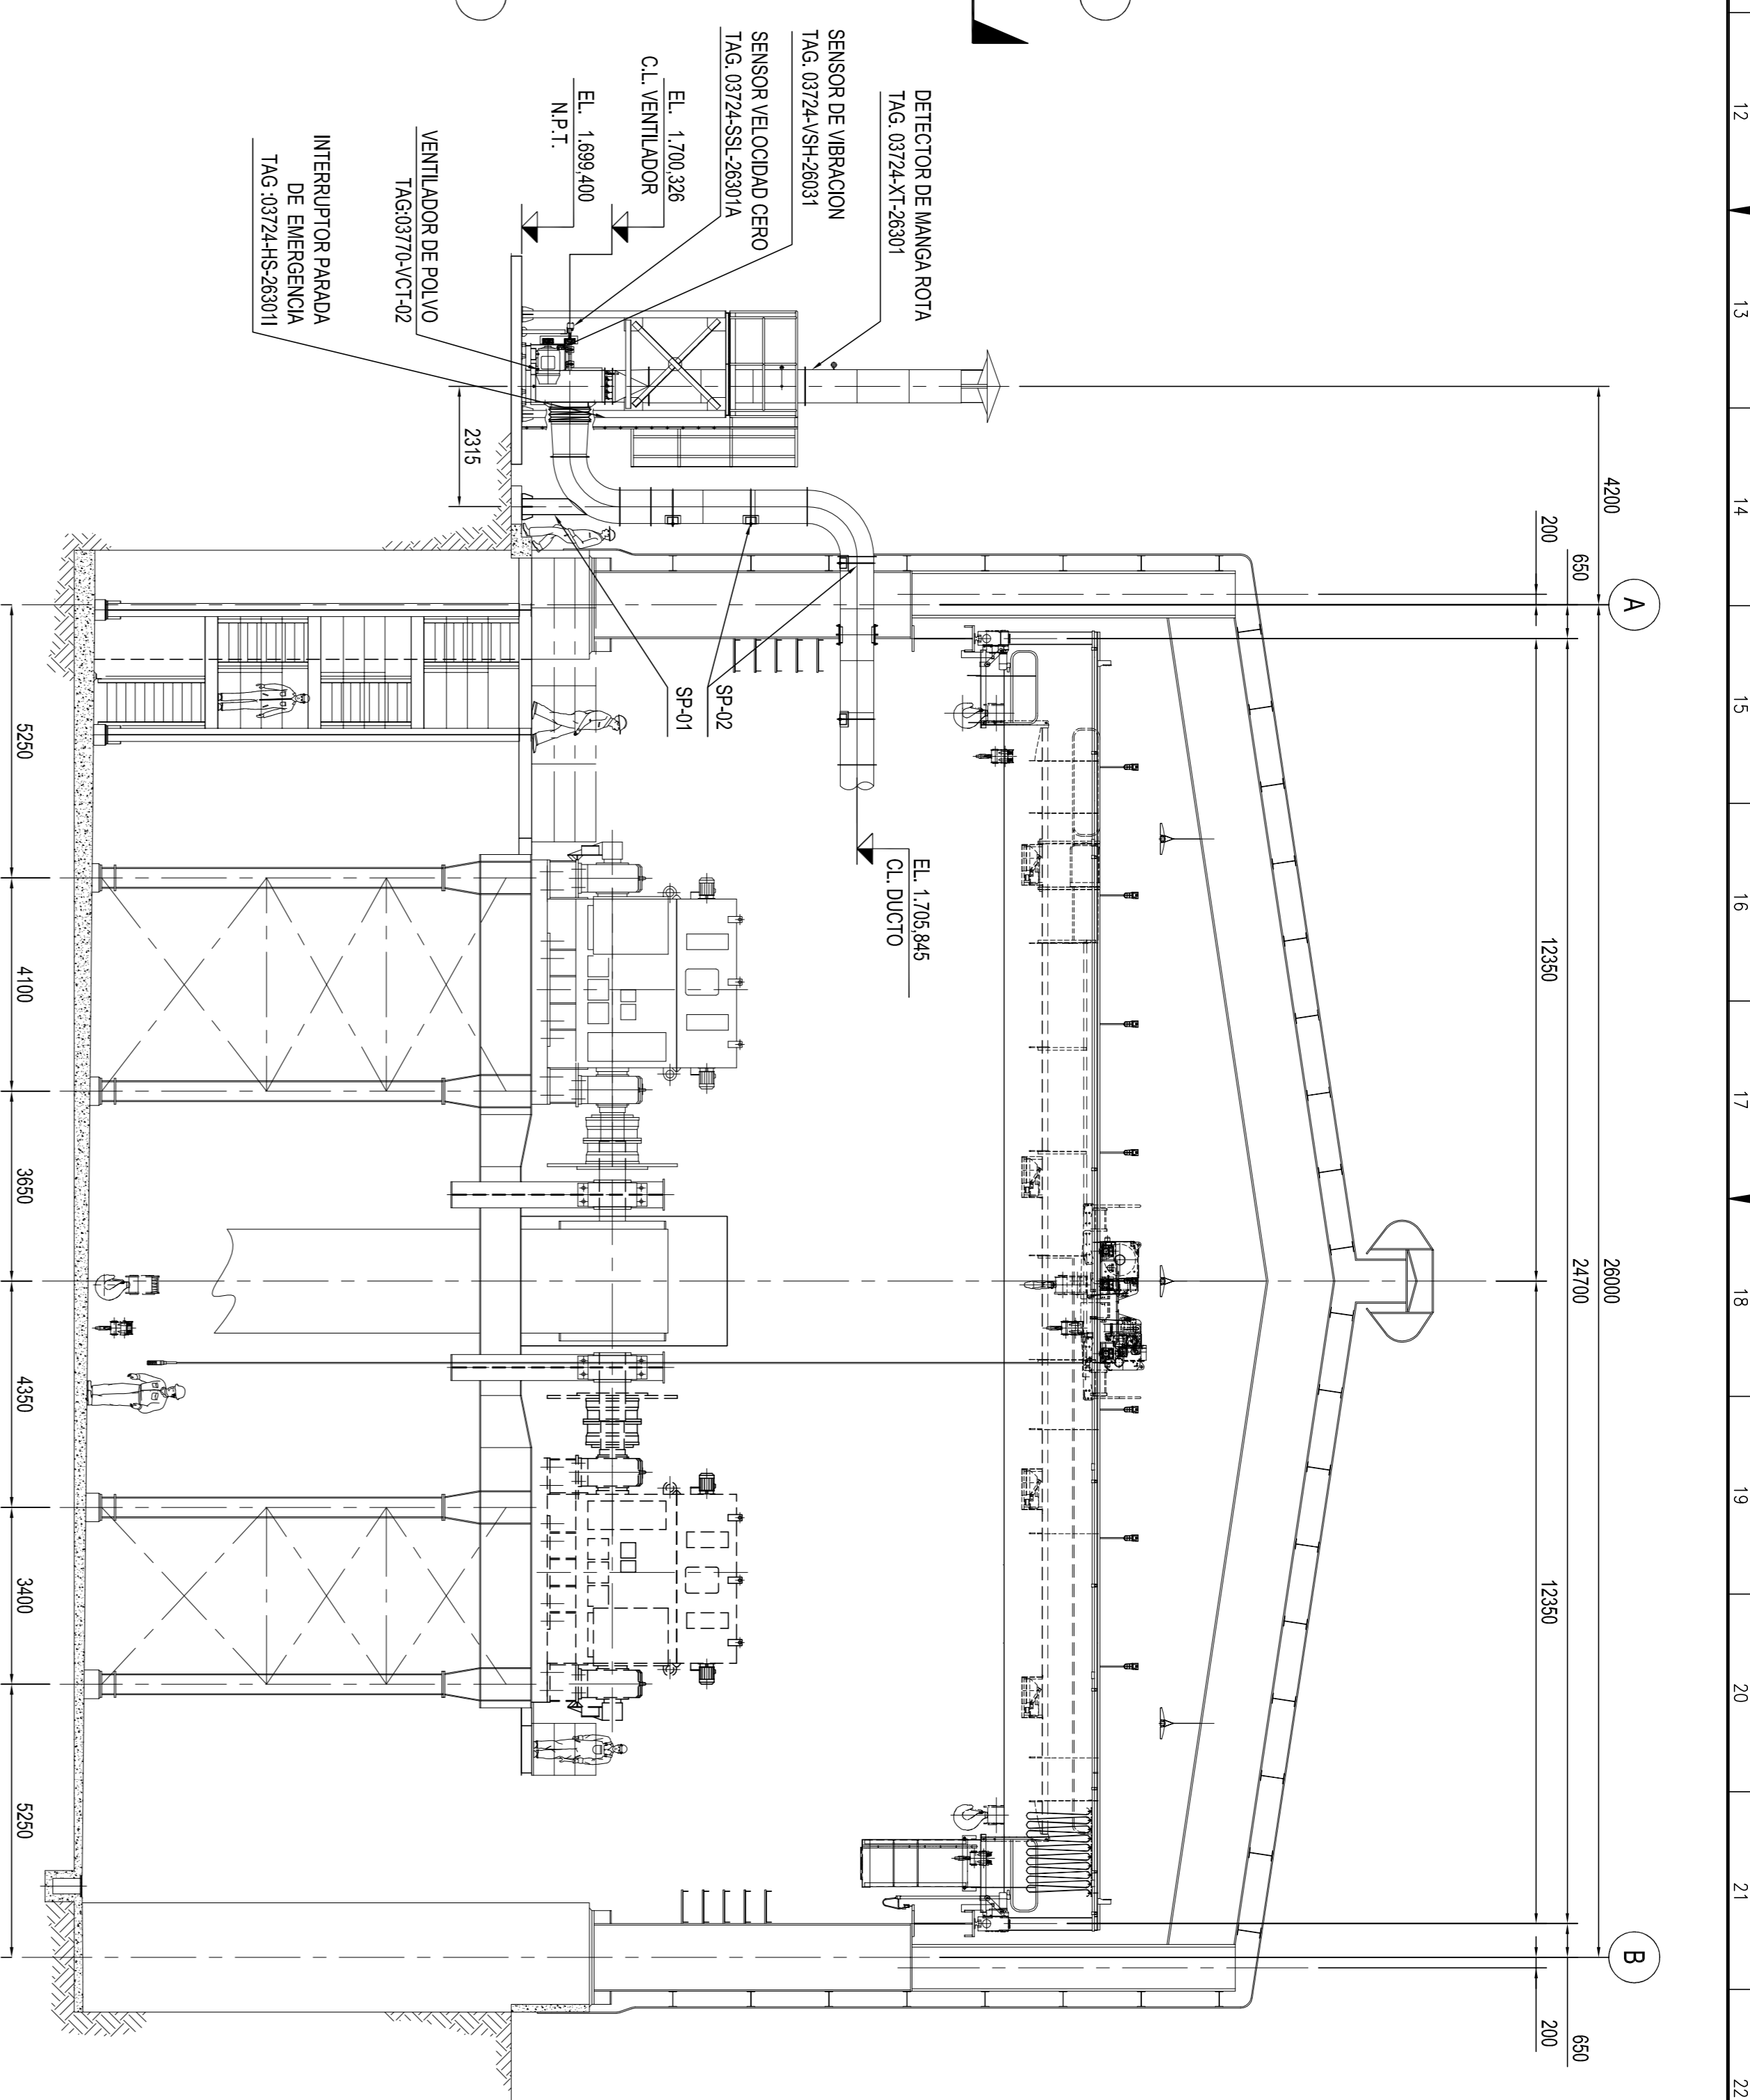 12
13
14
15
16
17
18
19
20
21
22
A
B
4200
26000
24700
650
650
200
12350
12350
200
DETECTOR DE MANGA ROTA
TAG. 03724-XT-26301
SENSOR DE VIBRACION
TAG. 03724-VSH-26031
SENSOR VELOCIDAD CERO
TAG. 03724-SSL-26301A
EL. 1.700,326
C.L. VENTILADOR
EL. 1.699,400
N.P.T.
VENTILADOR DE POLVO
TAG:03770-VCT-02
INTERRUPTOR PARADA
DE EMERGENCIA
TAG :03724-HS-26301I
2315
SP-02
SP-01
EL. 1.705,845
CL. DUCTO
5250
4100
3650
4350
3400
5250